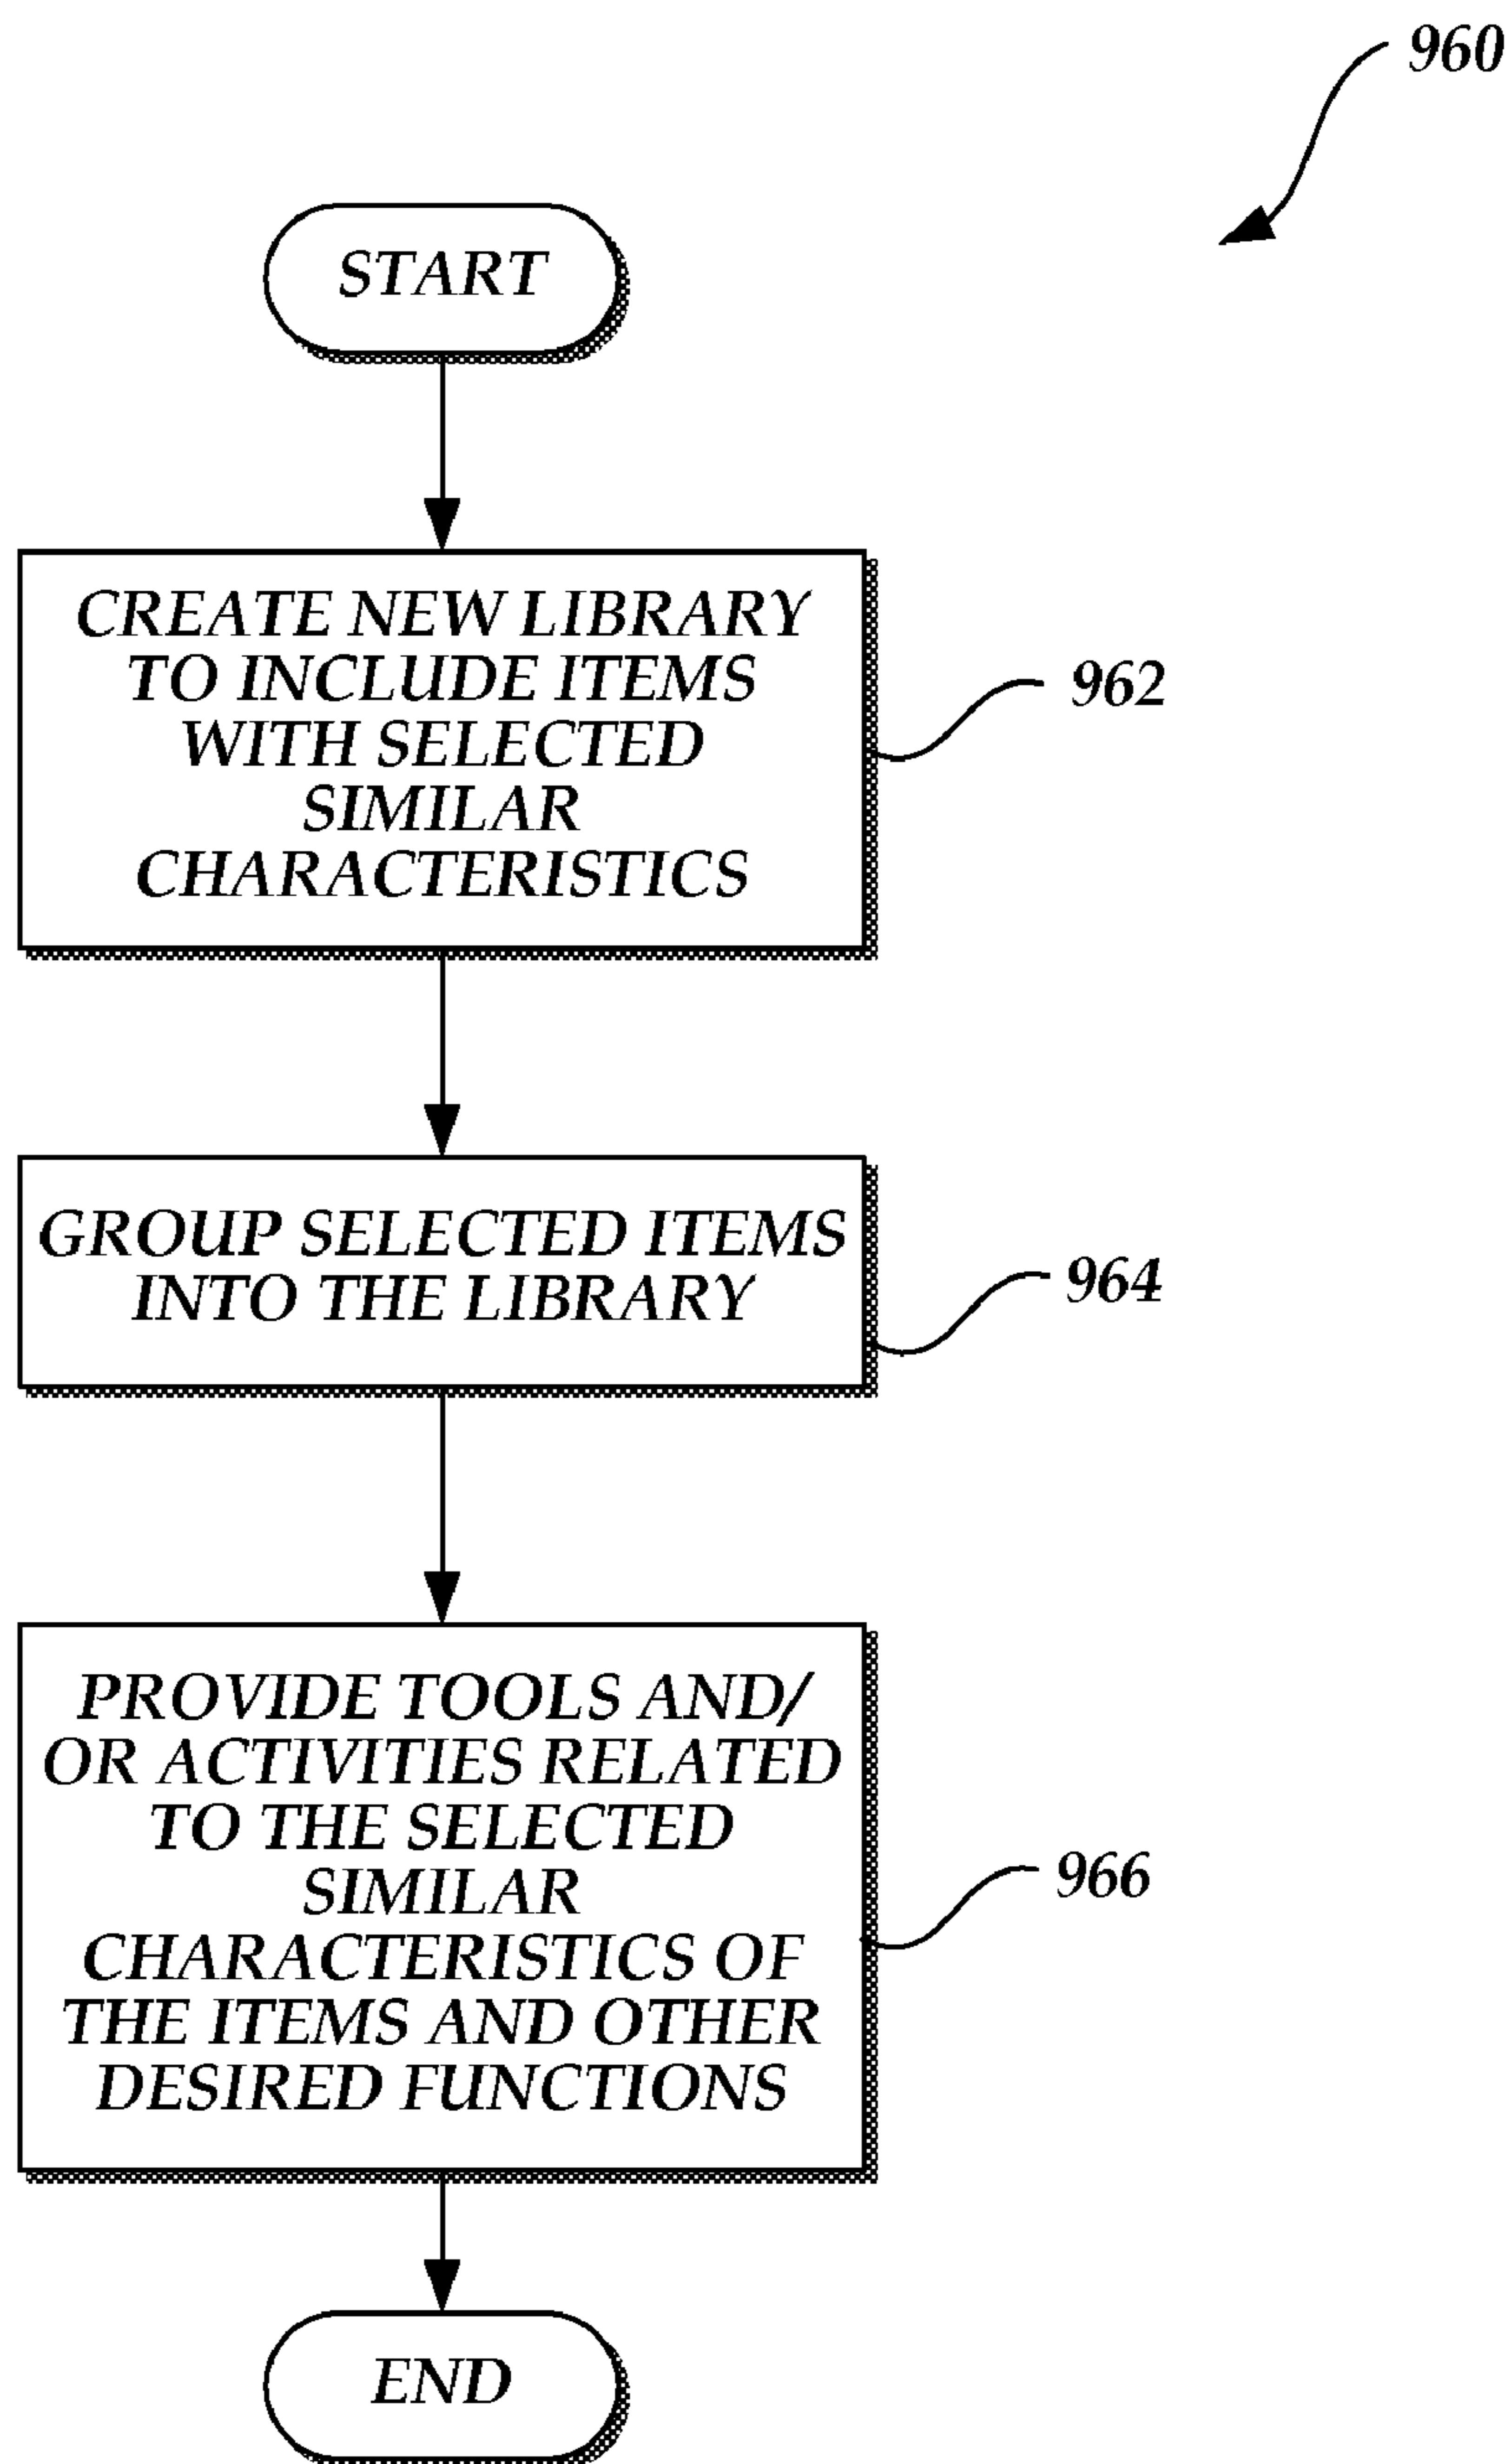 960
START
CREATE NEW LIBRARY
TO INCLUDE ITEMS
WITH SELECTED
SIMILAR
CHARACTERISTICS
962
GROUP SELECTED ITEMS
INTO THE LIBRARY
964
PROVIDE TOOLS AND/
OR ACTIVITIES RELATED
TO THE SELECTED
SIMILAR
CHARACTERISTICS OF
THE ITEMS AND OTHER
DESIRED FUNCTIONS
966
END